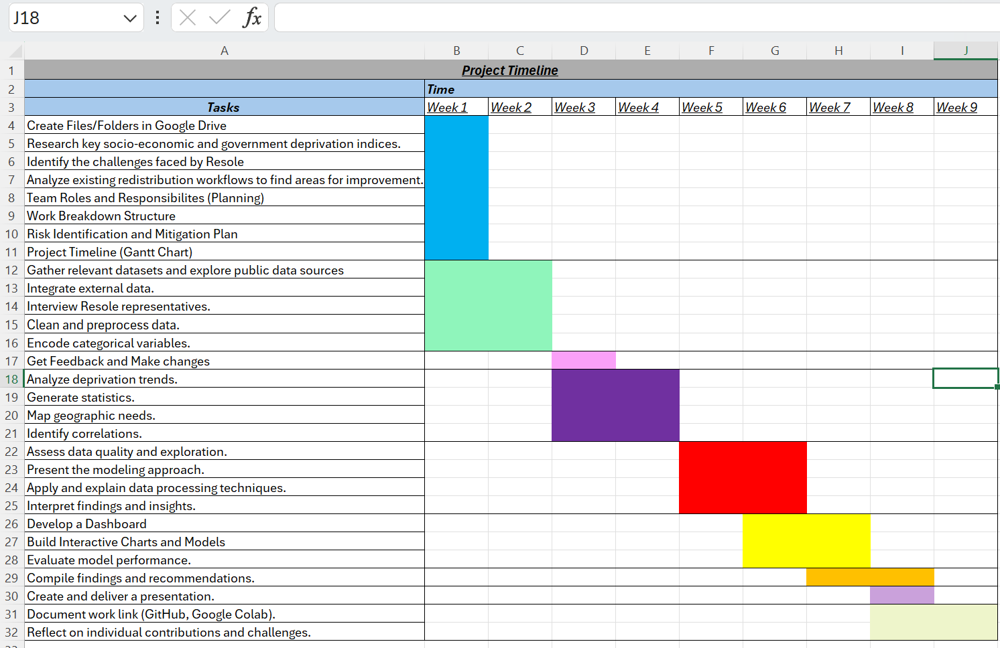 J18 fx
A B C D E F G H I J
1 Project Timeline
2 Time
3 Tasks Week 1 Week 2 Week 3 Week 4 Week 5 Week 6 Week 7 Week 8 Week 9
4 Create Files/Folders in Google Drive
5 Research key socio-economic and government deprivation indices.
6 Identify the challenges faced by Resole
7 Analyze existing redistribution workflows to find areas for improvement.
8 Team Roles and Responsibilites (Planning)
9 Work Breakdown Structure
10 Risk Identification and Mitigation Plan
11 Project Timeline (Gantt Chart)
12 Gather relevant datasets and explore public data sources
13 Integrate external data.
14 Interview Resole representatives.
15 Clean and preprocess data.
16 Encode categorical variables.
17 Get Feedback and Make changes
18 Analyze deprivation trends.
19 Generate statistics.
20 Map geographic needs.
21 Identify correlations.
22 Assess data quality and exploration.
23 Present the modeling approach.
24 Apply and explain data processing techniques.
25 Interpret findings and insights.
26 Develop a Dashboard
27 Build Interactive Charts and Models
28 Evaluate model performance.
29 Compile findings and recommendations.
30 Create and deliver a presentation.
31 Document work link (GitHub, Google Colab).
32 Reflect on individual contributions and challenges.